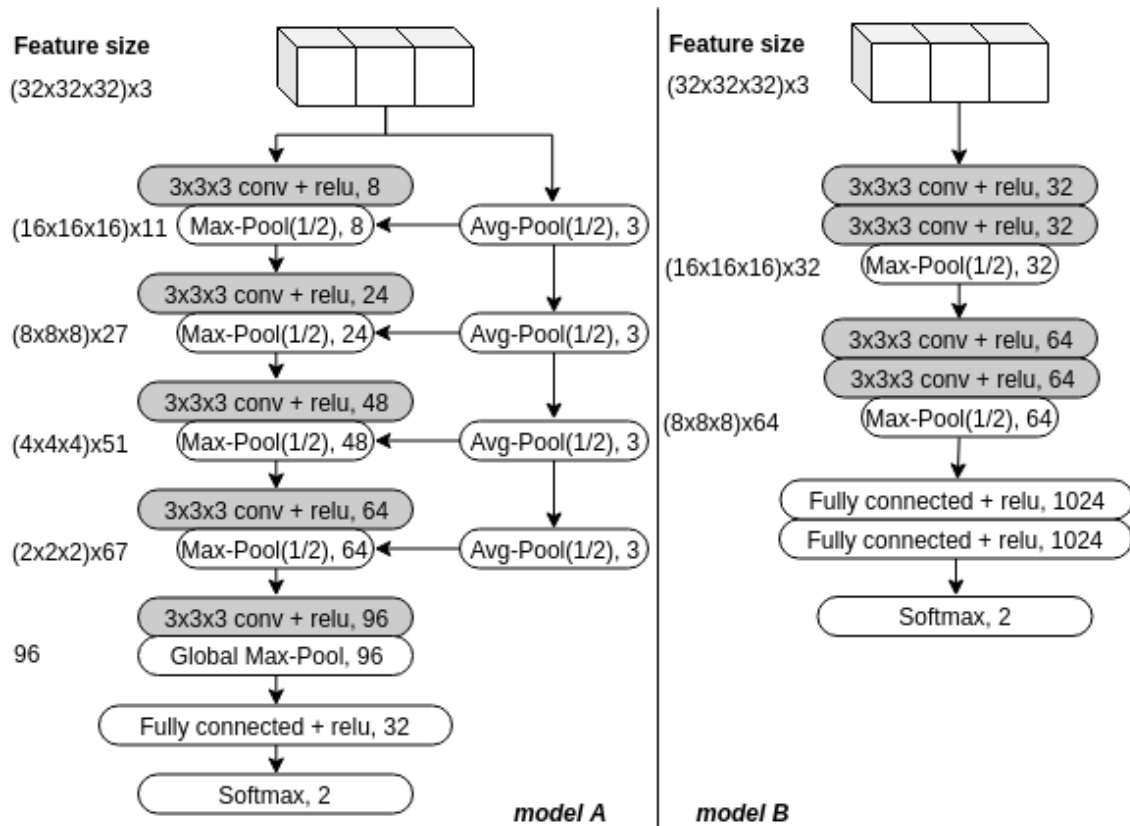 Feature size
(32x32x32)x3
3x3x3 conv + relu, 8
(16x16x16)x11
Max-Pool(1/2), 8
Avg-Pool(1/2), 3
3x3x3 conv + relu, 24
(8x8x8)x27
Max-Pool(1/2), 24
Avg-Pool(1/2), 3
3x3x3 conv + relu, 48
(4x4x4)x51
Max-Pool(1/2), 48
Avg-Pool(1/2), 3
3x3x3 conv + relu, 64
(2x2x2)x67
Max-Pool(1/2), 64
Avg-Pool(1/2), 3
3x3x3 conv + relu, 96
96
Global Max-Pool, 96
Fully connected + relu, 32
Softmax, 2
model A
Feature size
(32x32x32)x3
3x3x3 conv + relu, 32
3x3x3 conv + relu, 32
(16x16x16)x32
Max-Pool(1/2), 32
3x3x3 conv + relu, 64
3x3x3 conv + relu, 64
(8x8x8)x64
Max-Pool(1/2), 64
Fully connected + relu, 1024
Fully connected + relu, 1024
Softmax, 2
model B